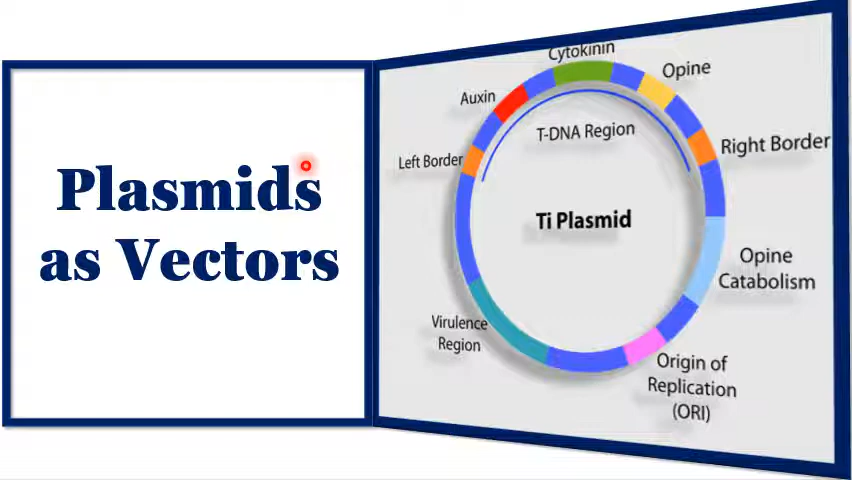 Plasmids
as Vectors
Cytokinin
Opine
Auxin
T-DNA Region
Left Border
Right Border
Ti Plasmid
Opine
Catabolism
Virulence
Region
Origin of
Replication
(ORI)